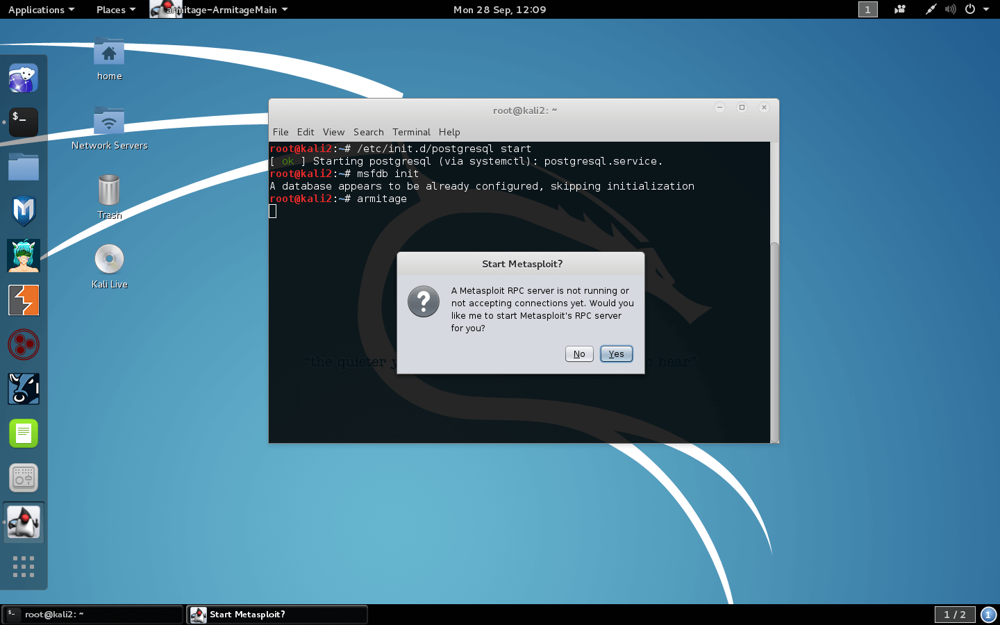 Applications
Places
armitage-ArmitageMain
Mon 28 Sep, 12:09
1
home
Network Servers
Trash
Kali Live
root@kali2: ~
File Edit View Search Terminal Help
root@kali2:~# /etc/init.d/postgresql start
[ ok ] Starting postgresql (via systemctl): postgresql.service.
root@kali2:~# msfdb init
A database appears to be already configured, skipping initialization
root@kali2:~# armitage
Start Metasploit?
A Metasploit RPC server is not running or
not accepting connections yet. Would you
like me to start Metasploit's RPC server
for you?
No
Yes
"the quieter y
o hear"
$_
root@kali2: ~
Start Metasploit?
1 / 2
1